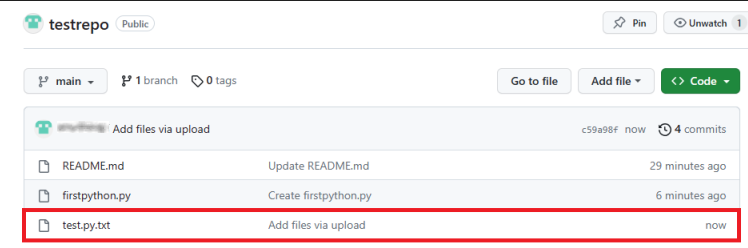 testrepo Public Pin Unwatch 1
main 1 branch 0 tags Go to file Add file Code
Add files via upload c59a98f now 4 commits
README.md Update README.md 29 minutes ago
firstpython.py Create firstpython.py 6 minutes ago
test.py.txt Add files via upload now